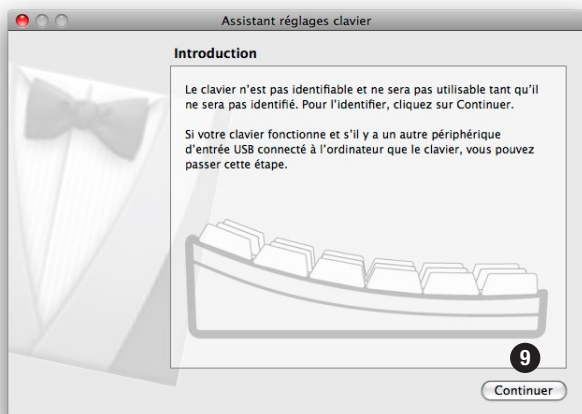 Assistant réglages clavier
Introduction
Le clavier n'est pas identifiable et ne sera pas utilisable tant qu'il
ne sera pas identifié. Pour l'identifier, cliquez sur Continuer.
Si votre clavier fonctionne et s'il y a un autre périphérique
d'entrée USB connecté à l'ordinateur que le clavier, vous pouvez
passer cette étape.
9
Continuer